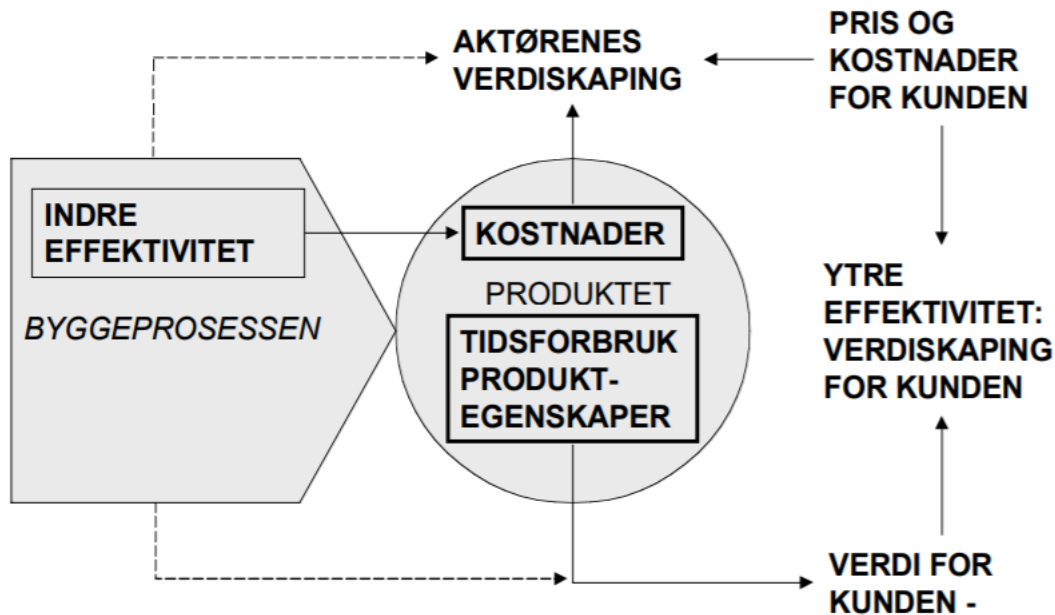 AKTØRENES
VERDISKAPING
PRIS OG
KOSTNADER
FOR KUNDEN
INDRE
EFFEKTIVITET
BYGGEPROSESSEN
KOSTNADER
PRODUKTET
TIDSFORBRUK
PRODUKT-
EGENSKAPER
YTRE
EFFEKTIVITET:
VERDISKAPING
FOR KUNDEN
VERDI FOR
KUNDEN -